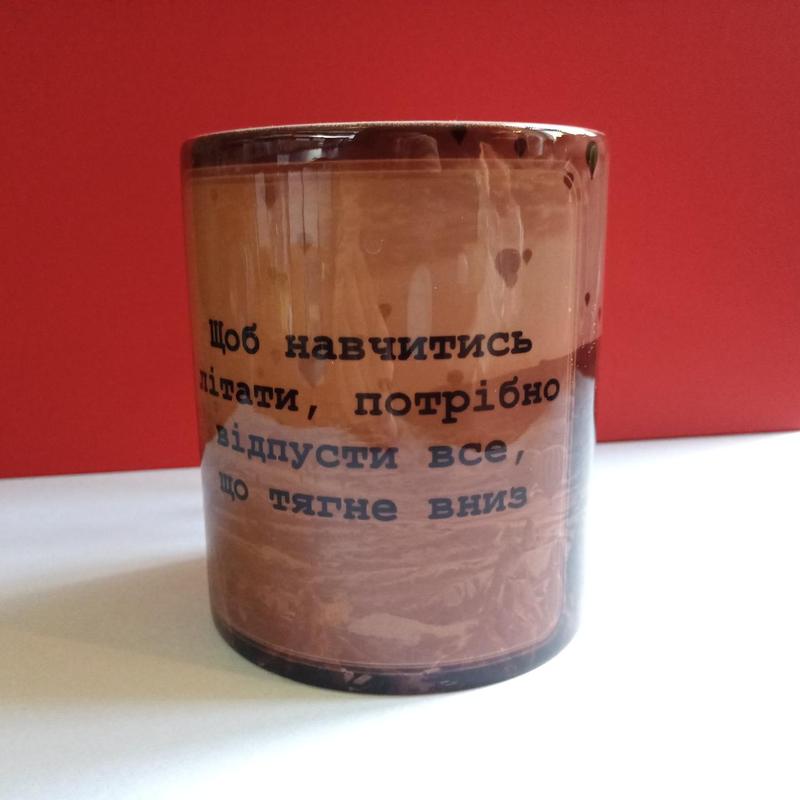 Щоб навчитись
літати, потрібно
відпусти все,
що тягне вниз